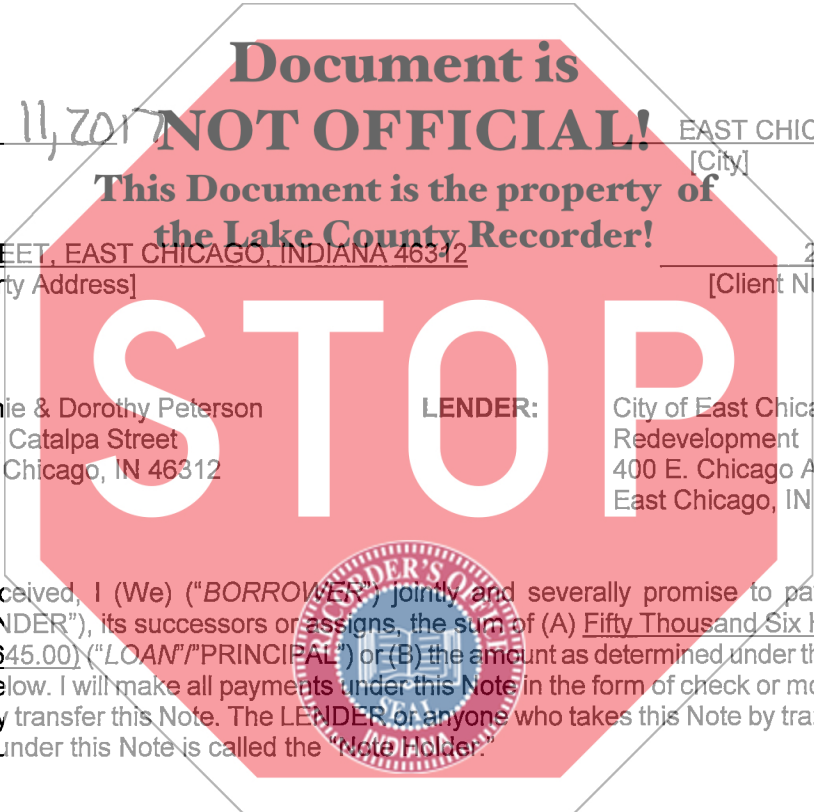 Document is
11, 2017 NOT OFFICIAL! EAST CHIC
[City]
This Document is the property of
the Lake County Recorder!
EET, EAST CHICAGO, INDIANA 46312 2
ty Address] [Client Nu
STOP
nie & Dorothy Peterson LENDER: City of East Chica
Catalpa Street Redevelopment
Chicago, IN 46312 400 E. Chicago A
East Chicago, IN
ceived, I (We) ("BORROWER") jointly and severally promise to pa
NDER"), its successors or assigns, the sum of (A) Fifty Thousand Six H
645.00) ("LOAN"/"PRINCIPAL") or (B) the amount as determined under th
elow. I will make all payments under this Note in the form of check or mo
y transfer this Note. The LENDER or anyone who takes this Note by tra
under this Note is called the "Note Holder."
RECORDER'S OFFICE
SEAL
INDIANA